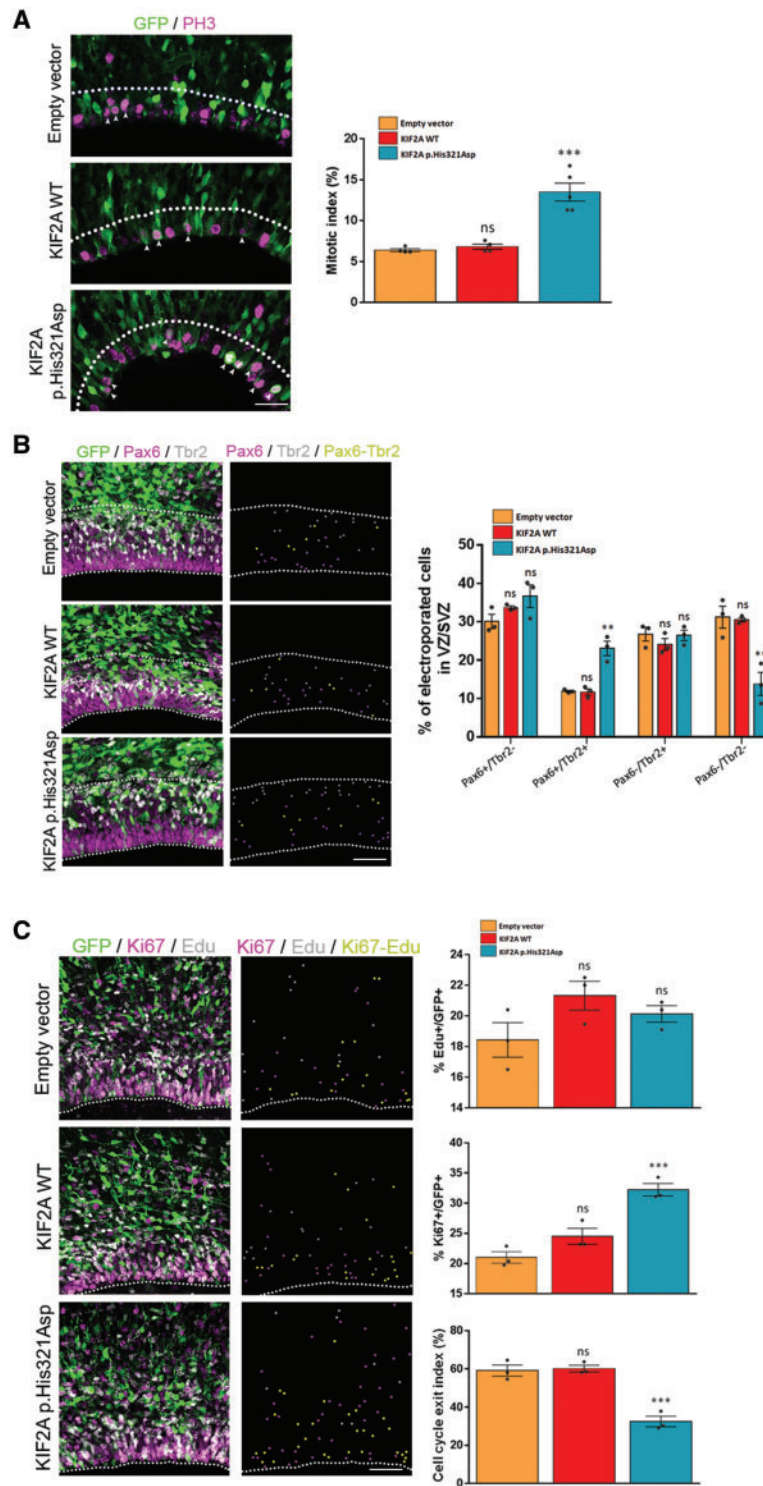 A
GFP / PH3
Empty vector
KIF2A WT
KIF2A
p.His321Asp
Empty vector
KIF2A WT
KIF2A p.His321Asp
Mitotic index (%)
20
15
10
5
0
ns
***
B
GFP / Pax6 / Tbr2
Pax6 / Tbr2 / Pax6-Tbr2
Empty vector
KIF2A WT
KIF2A p.His321Asp
Empty vector
KIF2A WT
KIF2A p.His321Asp
% of electroporated cells
in VZ/SVZ
50
40
30
20
10
0
ns
ns
ns
**
ns
ns
ns
**
Pax6+/Tbr2-
Pax6+/Tbr2+
Pax6-/Tbr2+
Pax6-/Tbr2-
C
GFP / Ki67 / Edu
Ki67 / Edu / Ki67-Edu
Empty vector
KIF2A WT
KIF2A p.His321Asp
Empty vector
KIF2A WT
KIF2A p.His321Asp
% Edu+/GFP+
24
22
20
18
16
14
ns
ns
% Ki67+/GFP+
40
35
30
25
20
15
ns
***
Cell cycle exit index (%)
80
60
40
20
0
ns
***